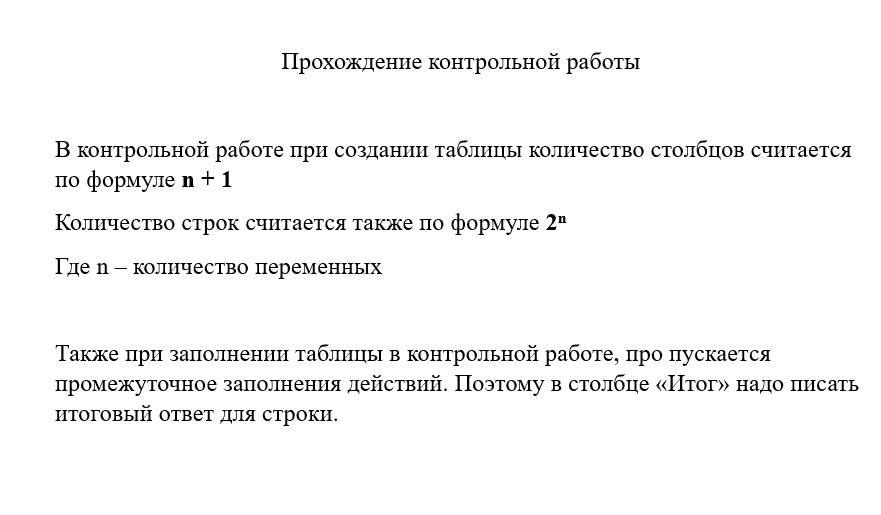 Прохождение контрольной работы
В контрольной работе при создании таблицы количество столбцов считается
по формуле n + 1
Количество строк считается также по формуле 2ⁿ
Где n – количество переменных
Также при заполнении таблицы в контрольной работе, про пускается
промежуточное заполнения действий. Поэтому в столбце «Итог» надо писать
итоговый ответ для строки.